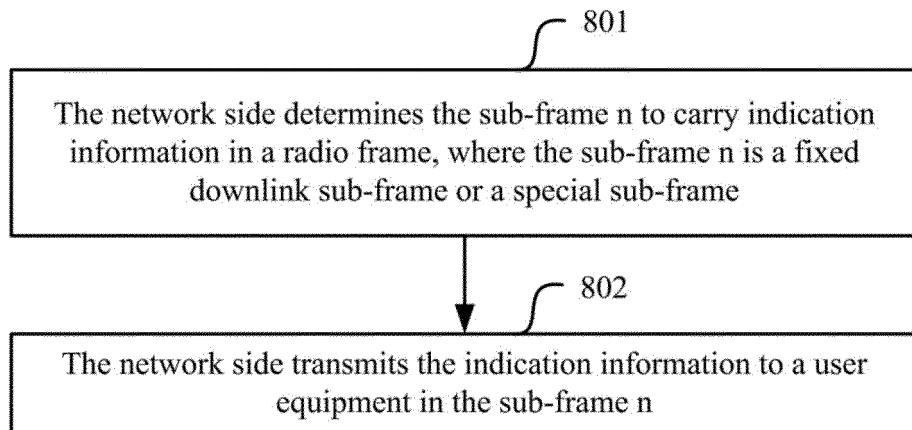 801
The network side determines the sub-frame n to carry indication
information in a radio frame, where the sub-frame n is a fixed
downlink sub-frame or a special sub-frame
802
The network side transmits the indication information to a user
equipment in the sub-frame n